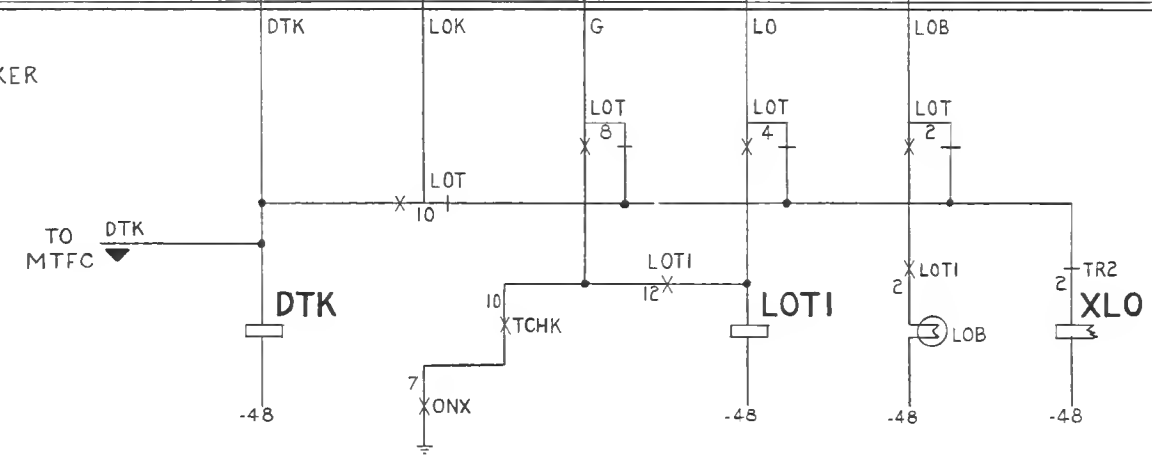 DTK LOK G LO LOB
KER
LOT LOT LOT
8 4 2
LOT
10
TO DTK
MTFC
LOT1 LOT1 TR2
10 12 2 2
DTK LOT1 XLO
TCHK LOB
7
ONX
-48 -48 -48 -48